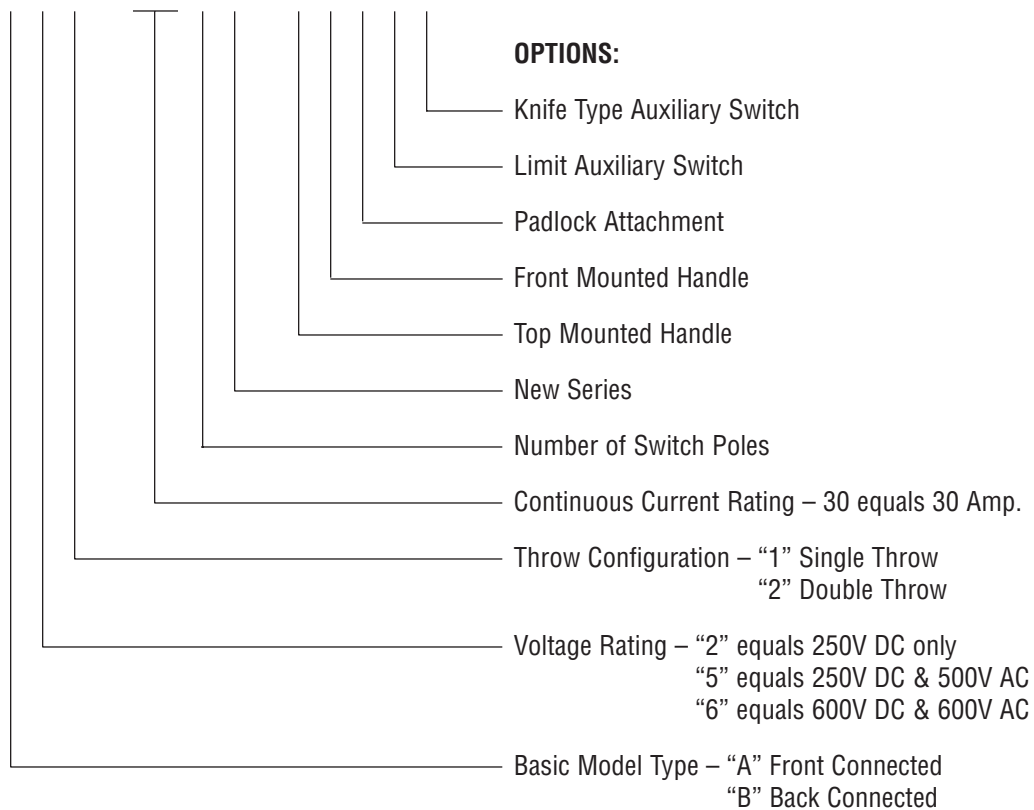 OPTIONS:
Knife Type Auxiliary Switch
Limit Auxiliary Switch
Padlock Attachment
Front Mounted Handle
Top Mounted Handle
New Series
Number of Switch Poles
Continuous Current Rating – 30 equals 30 Amp.
Throw Configuration – “1” Single Throw
“2” Double Throw
Voltage Rating – “2” equals 250V DC only
“5” equals 250V DC & 500V AC
“6” equals 600V DC & 600V AC
Basic Model Type – “A” Front Connected
“B” Back Connected